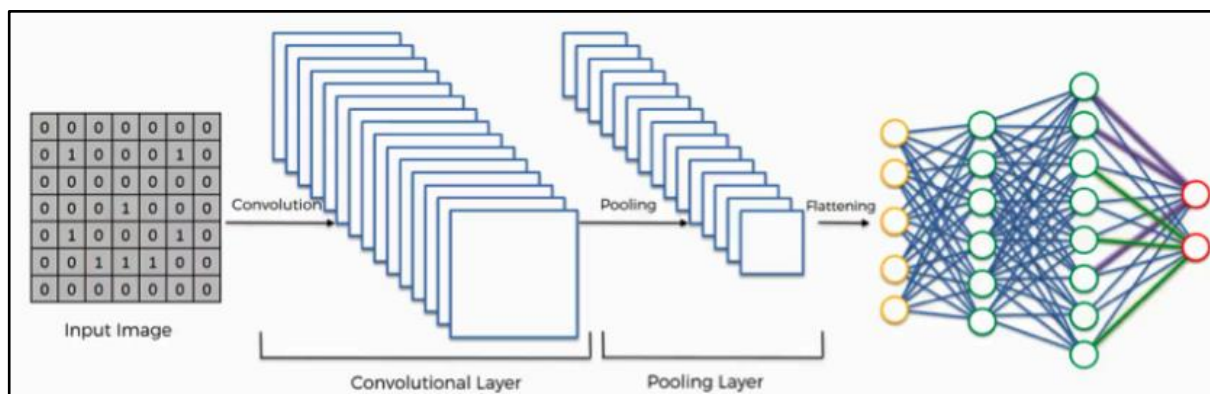 0 0 0 0 0 0 0
0 1 0 0 0 1 0
0 0 0 0 0 0 0
0 0 0 1 0 0 0
0 1 0 0 0 1 0
0 0 1 1 1 0 0
0 0 0 0 0 0 0
Input Image
Convolution
Pooling
Flattening
Convolutional Layer
Pooling Layer